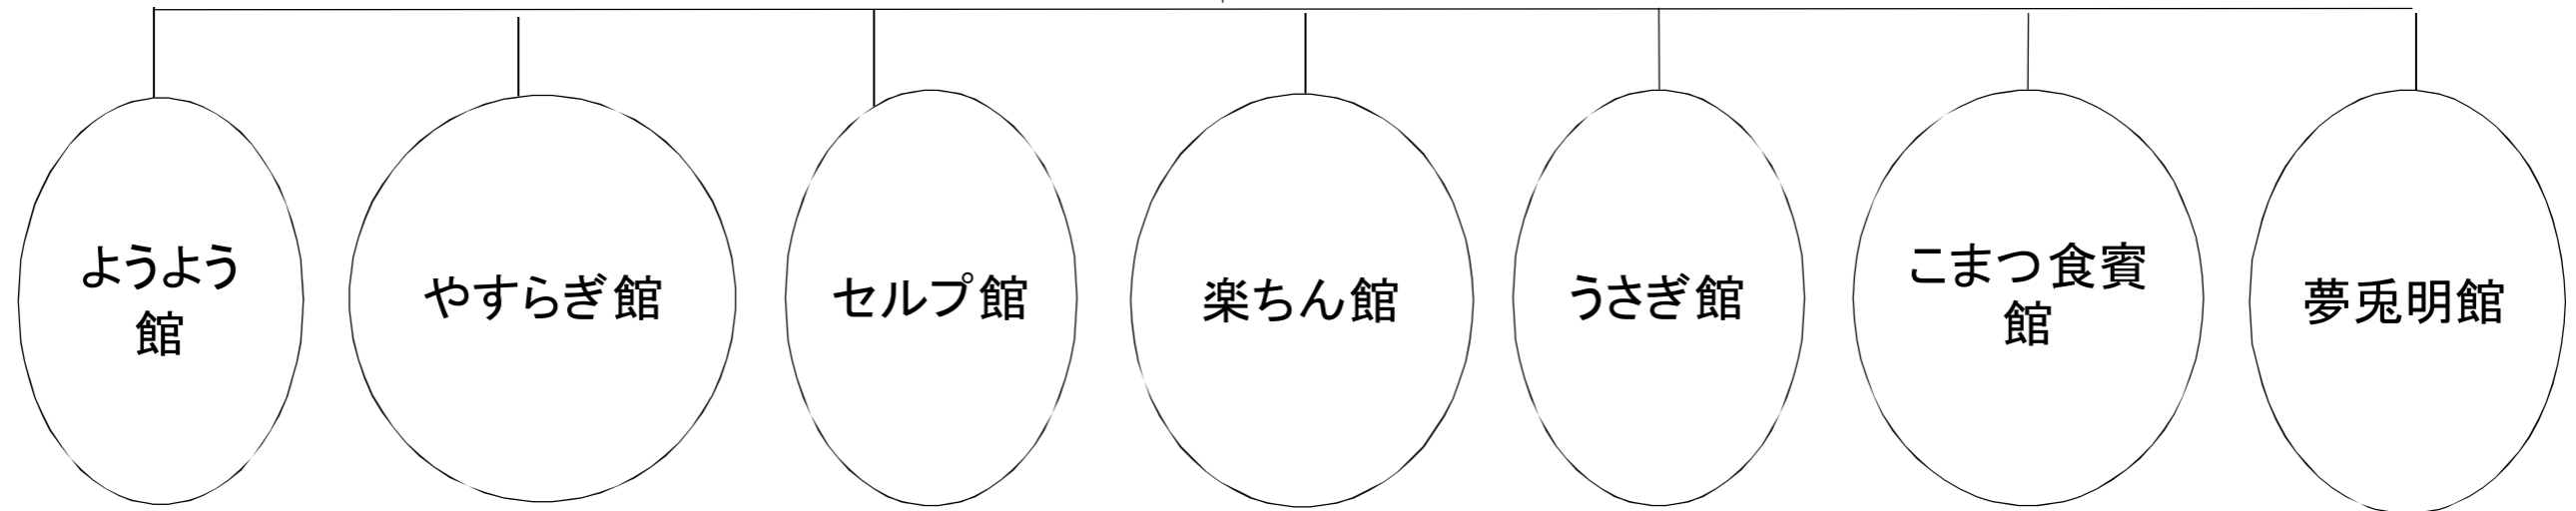 ようよう
館
やすらぎ館
セルプ館
楽ちん館
うさぎ館
こまつ食賓
館
夢兎明館